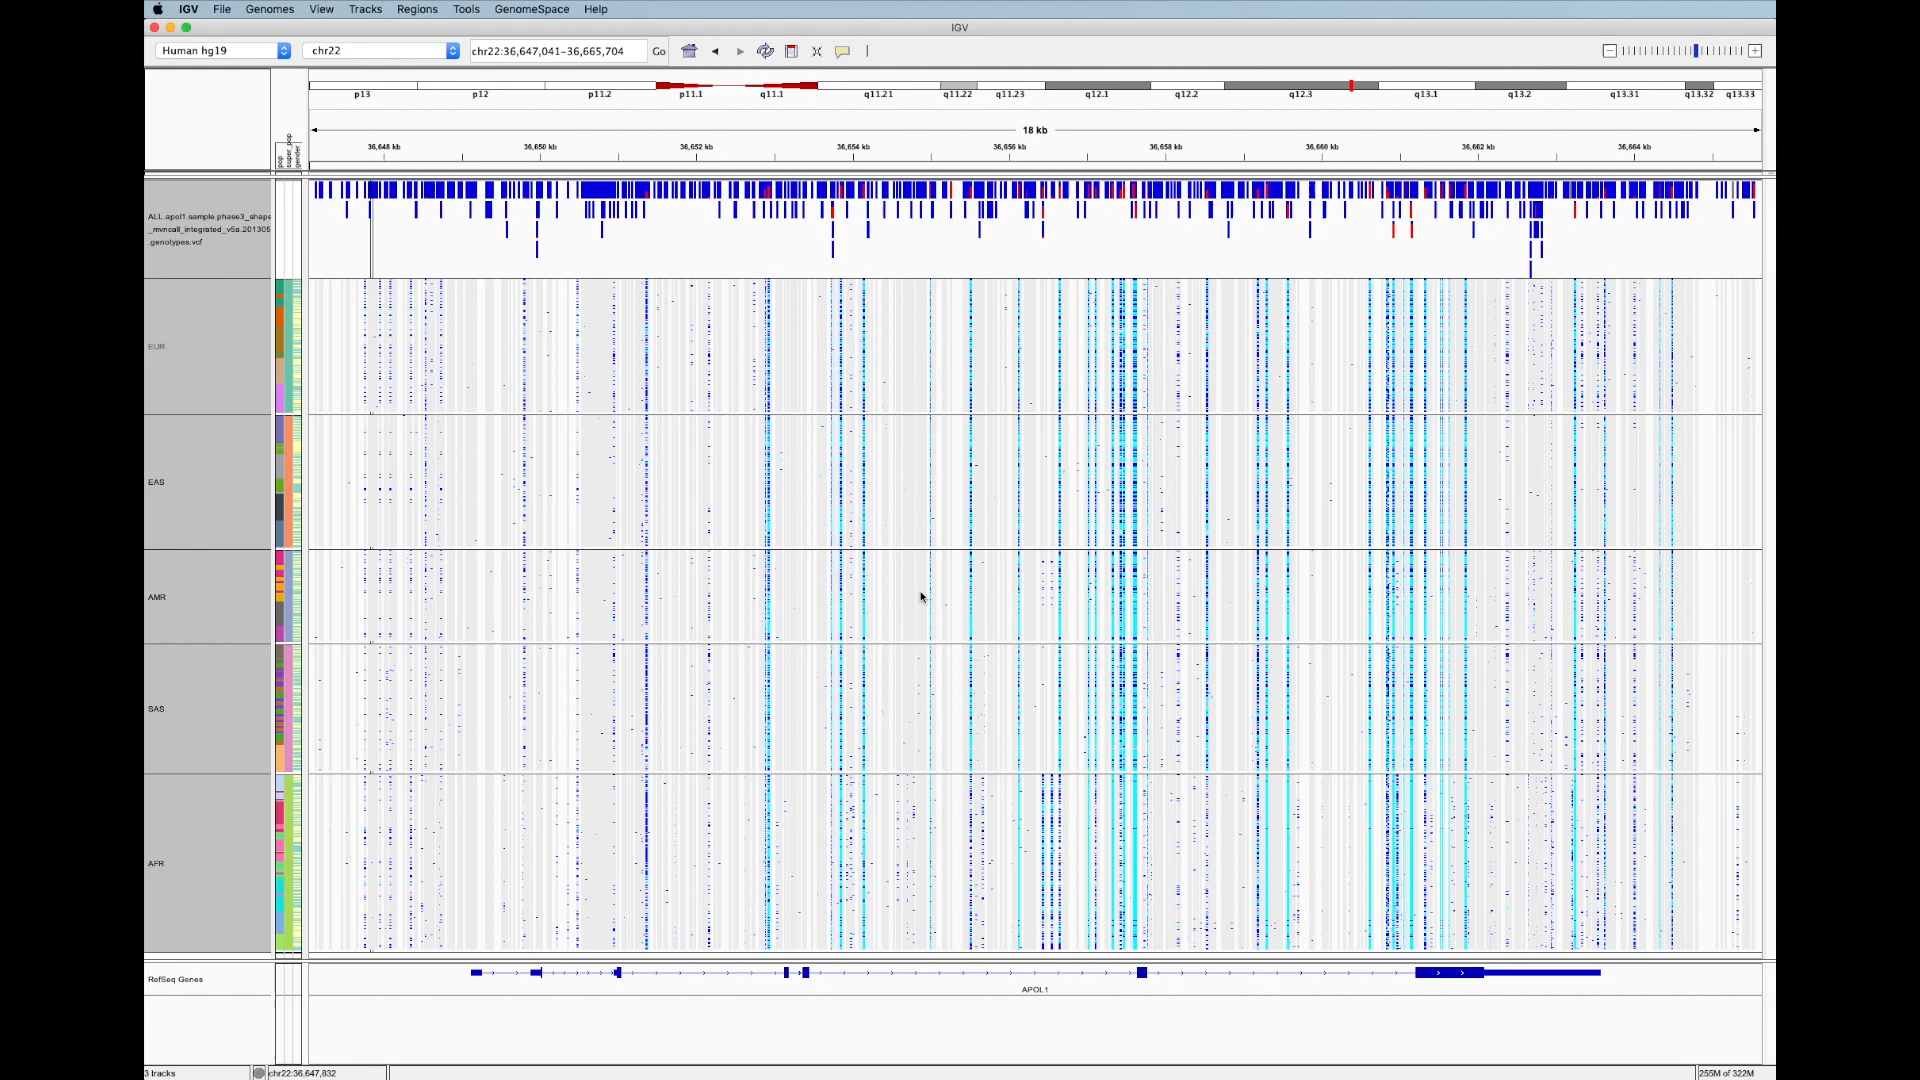 IGV File Genomes View Tracks Regions Tools GenomeSpace Help
IGV
Human hg19 chr22 chr22:36,647,041-36,665,704 Go
p13 p12 p11.2 p11.1 q11.1 q11.21 q11.22 q11.23 q12.1 q12.2 q12.3 q13.1 q13.2 q13.31 q13.32 q13.33
18 kb
pop super_pop gender
36,648 kb 36,650 kb 36,652 kb 36,654 kb 36,656 kb 36,658 kb 36,660 kb 36,662 kb 36,664 kb
ALL.apol1.sample.phase3_shape
_mvncall_integrated_v5a.201305
.genotypes.vcf
EUR
EAS
AMR
SAS
AFR
RefSeq Genes
APOL1
3 tracks chr22:36,647,832 255M of 322M